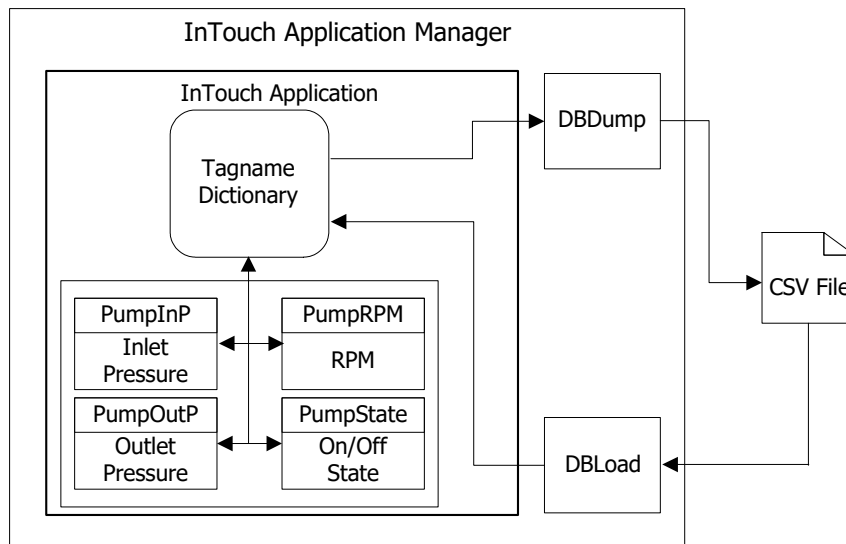 InTouch Application Manager
InTouch Application
Tagname
Dictionary
DBDump
CSV File
PumpInP
Inlet
Pressure
PumpRPM
RPM
PumpOutP
Outlet
Pressure
PumpState
On/Off
State
DBLoad